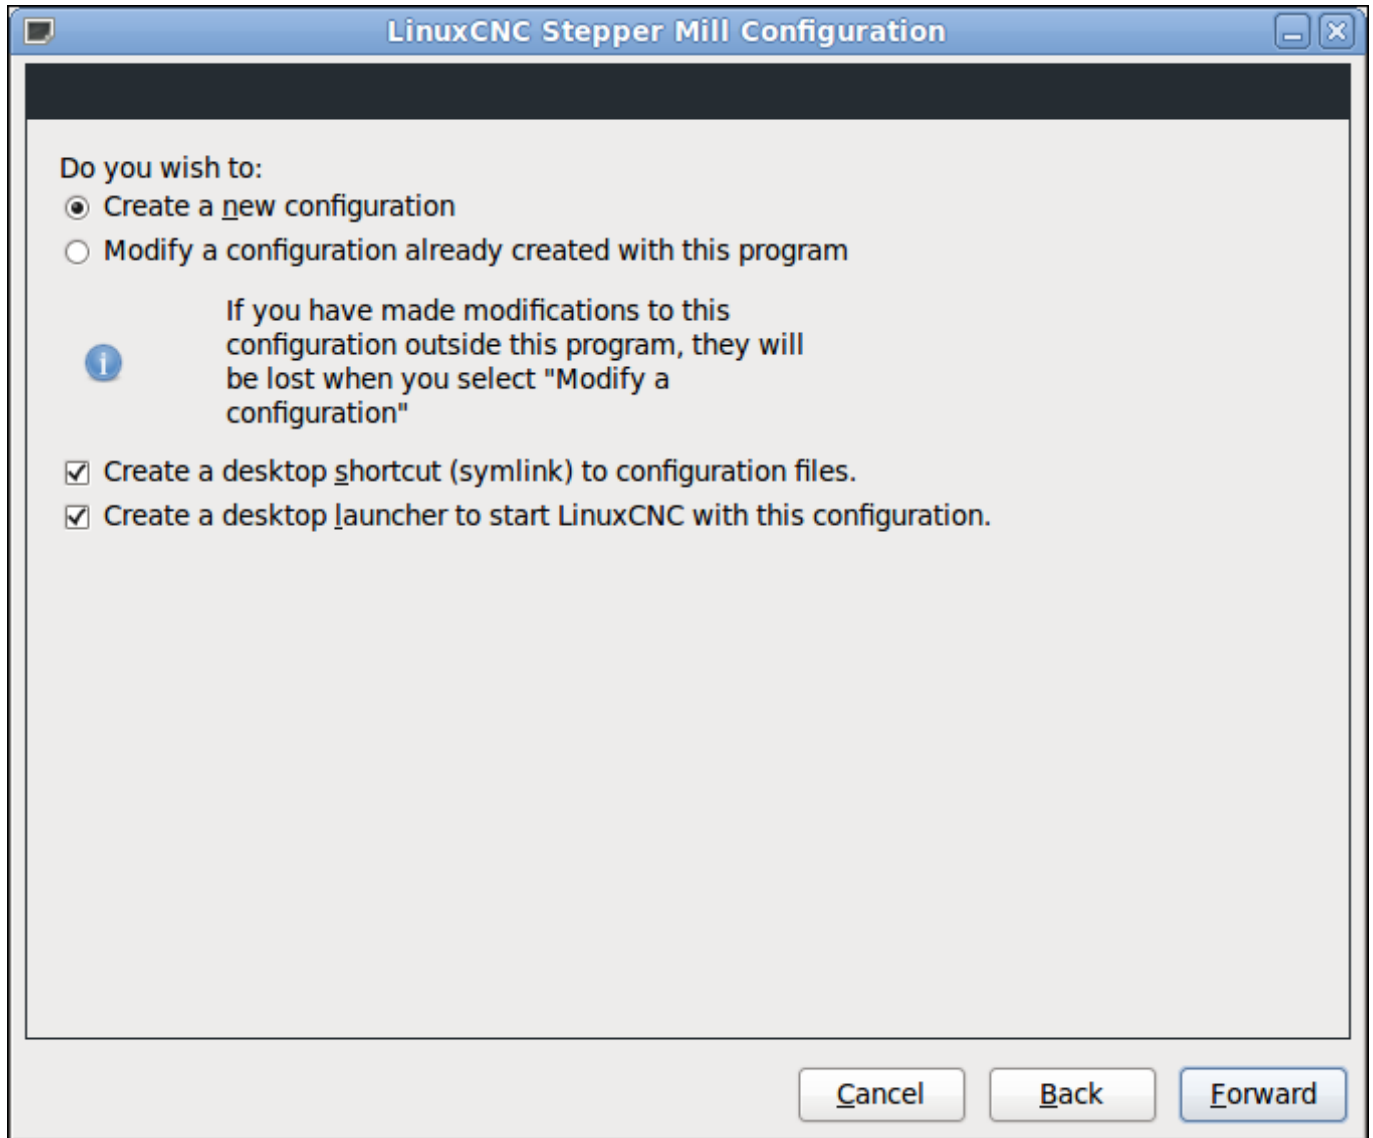 LinuxCNC Stepper Mill Configuration
Do you wish to:
Create a new configuration
Modify a configuration already created with this program
If you have made modifications to this
configuration outside this program, they will
be lost when you select "Modify a
configuration"
Create a desktop shortcut (symlink) to configuration files.
Create a desktop launcher to start LinuxCNC with this configuration.
Cancel
Back
Forward